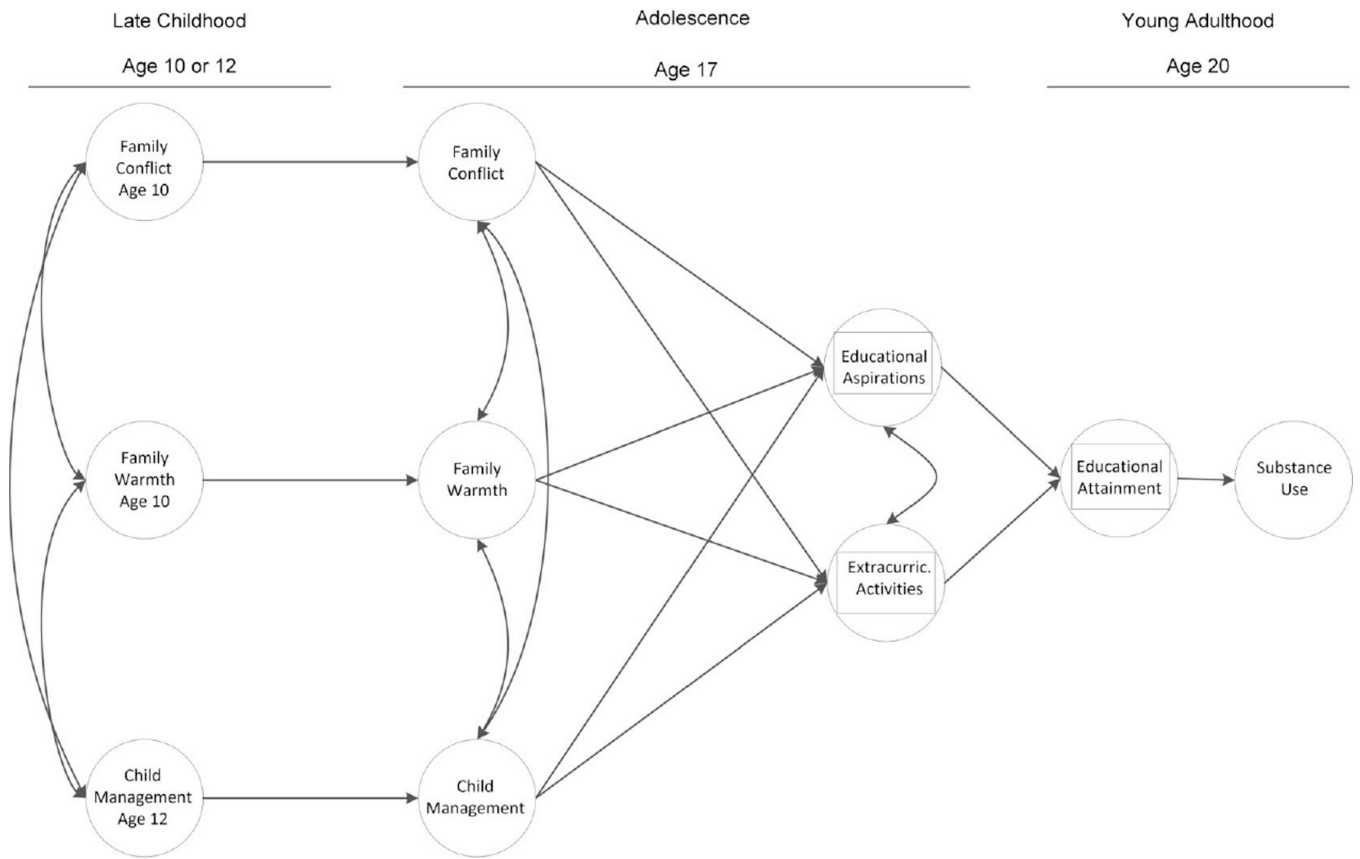 Late Childhood
Adolescence
Young Adulthood
Age 10 or 12
Age 17
Age 20
Family
Conflict
Age 10
Family
Conflict
Educational
Aspirations
Family
Warmth
Age 10
Family
Warmth
Educational
Attainment
Substance
Use
Extracurric.
Activities
Child
Management
Age 12
Child
Management